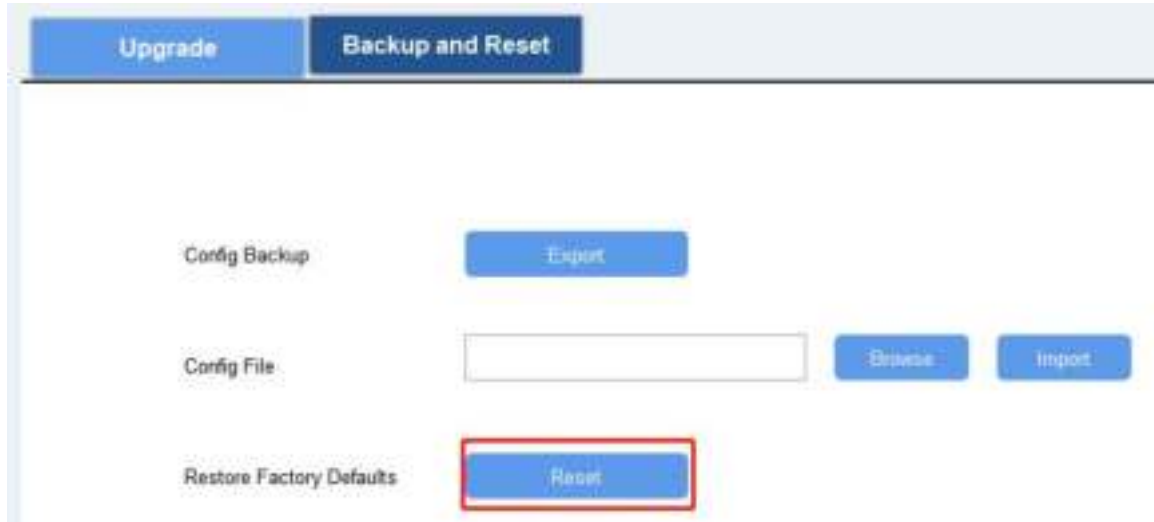 Upgrade Backup and Reset
Config Backup Export
Config File Browse Import
Restore Factory Defaults Reset